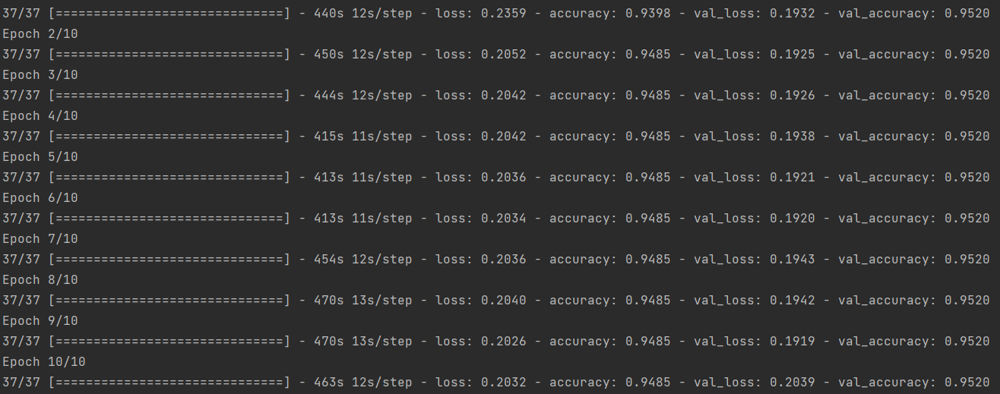 37/37 [==============================] - 440s 12s/step - loss: 0.2359 - accuracy: 0.9398 - val_loss: 0.1932 - val_accuracy: 0.9520
Epoch 2/10
37/37 [==============================] - 450s 12s/step - loss: 0.2052 - accuracy: 0.9485 - val_loss: 0.1925 - val_accuracy: 0.9520
Epoch 3/10
37/37 [==============================] - 444s 12s/step - loss: 0.2042 - accuracy: 0.9485 - val_loss: 0.1926 - val_accuracy: 0.9520
Epoch 4/10
37/37 [==============================] - 415s 11s/step - loss: 0.2042 - accuracy: 0.9485 - val_loss: 0.1938 - val_accuracy: 0.9520
Epoch 5/10
37/37 [==============================] - 413s 11s/step - loss: 0.2036 - accuracy: 0.9485 - val_loss: 0.1921 - val_accuracy: 0.9520
Epoch 6/10
37/37 [==============================] - 413s 11s/step - loss: 0.2034 - accuracy: 0.9485 - val_loss: 0.1920 - val_accuracy: 0.9520
Epoch 7/10
37/37 [==============================] - 454s 12s/step - loss: 0.2036 - accuracy: 0.9485 - val_loss: 0.1943 - val_accuracy: 0.9520
Epoch 8/10
37/37 [==============================] - 470s 13s/step - loss: 0.2040 - accuracy: 0.9485 - val_loss: 0.1942 - val_accuracy: 0.9520
Epoch 9/10
37/37 [==============================] - 470s 13s/step - loss: 0.2026 - accuracy: 0.9485 - val_loss: 0.1919 - val_accuracy: 0.9520
Epoch 10/10
37/37 [==============================] - 463s 12s/step - loss: 0.2032 - accuracy: 0.9485 - val_loss: 0.2039 - val_accuracy: 0.9520